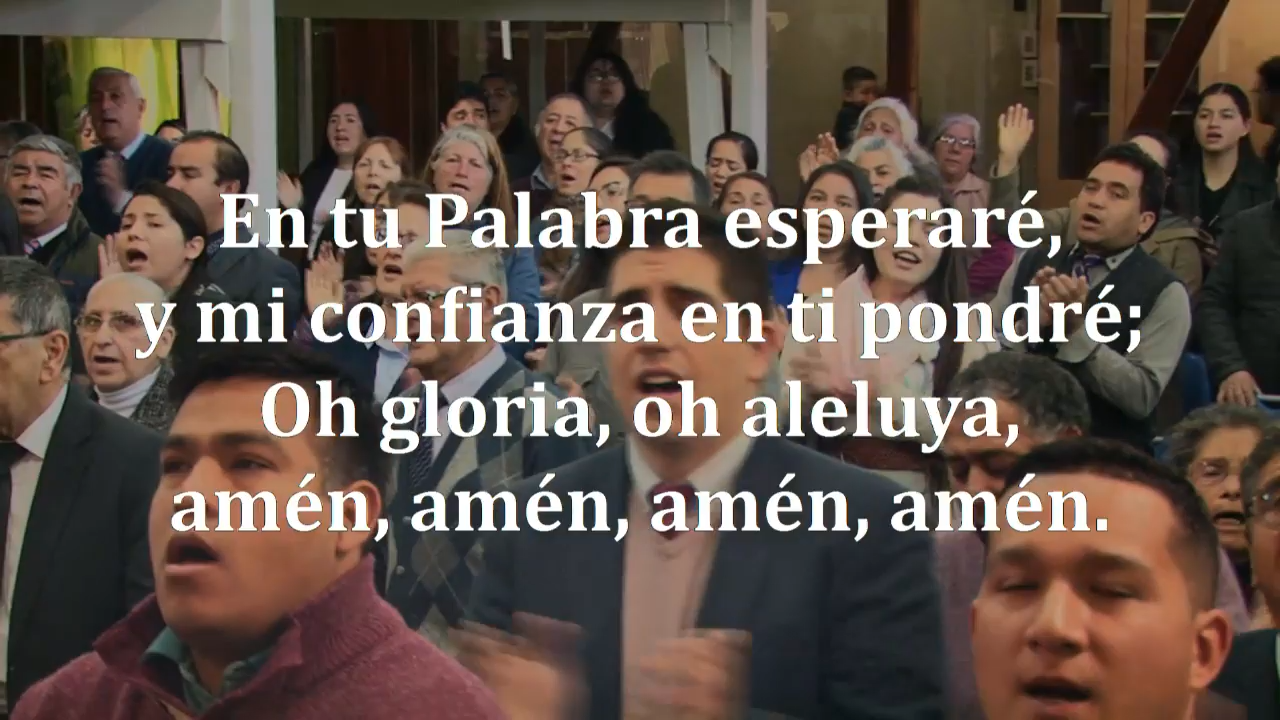 En tu Palabra esperaré,
y mi confianza en ti pondré;
Oh gloria, oh aleluya,
amén, amén, amén, amén.